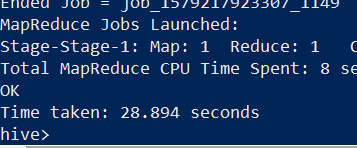 Ended Job = job_1579217923307_1149
MapReduce Jobs Launched:
Stage-Stage-1: Map: 1  Reduce: 1
Total MapReduce CPU Time Spent: 8
OK
Time taken: 28.894 seconds
hive>